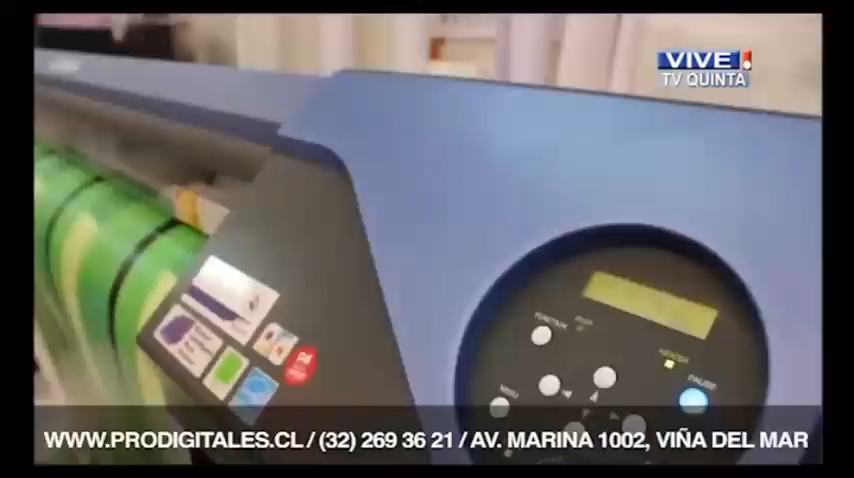 VIVE!
TV QUINTA
FUNCTION
HEATER
PAUSE
MENU
WWW.PRODIGITALES.CL / (32) 269 36 21 / AV. MARINA 1002, VIÑA DEL MAR